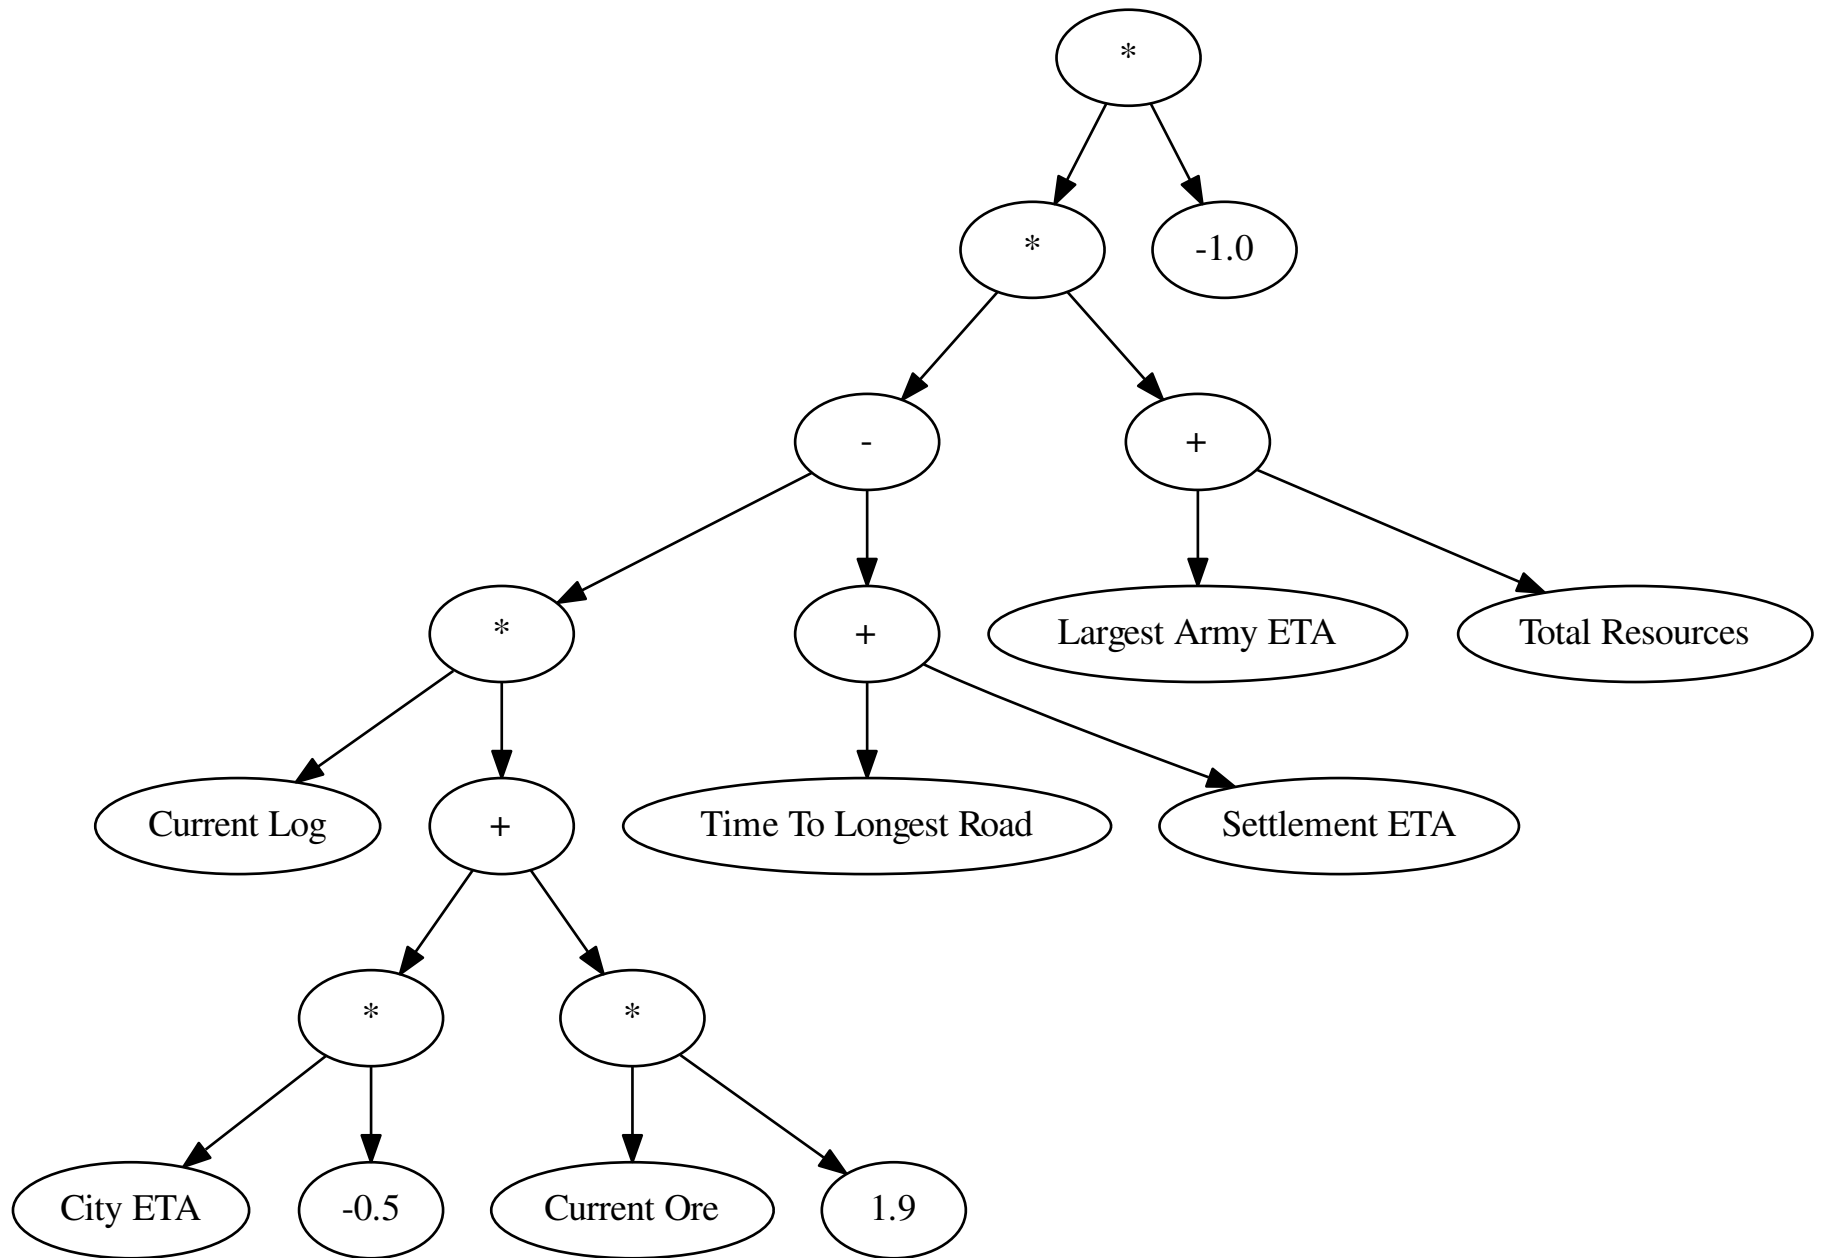 *
*
-1.0
-
+
*
+
Largest Army ETA
Total Resources
Current Log
+
Time To Longest Road
Settlement ETA
*
*
City ETA
-0.5
Current Ore
1.9